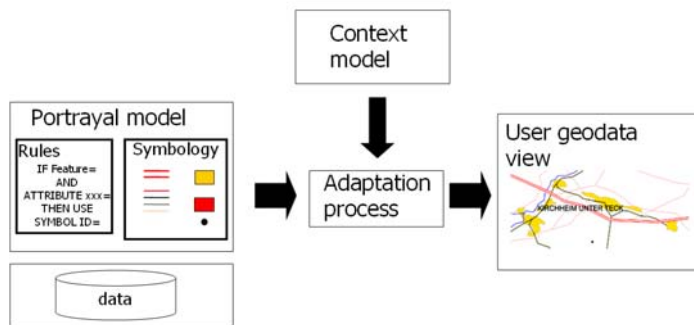 Context
model
Portrayal model
Rules
IF Feature=
AND
ATTRIBUTE xxx=
THEN USE
SYMBOL ID=
Symbology
Adaptation
process
User geodata
view
KIRCHHEIM UNTER TECK
data